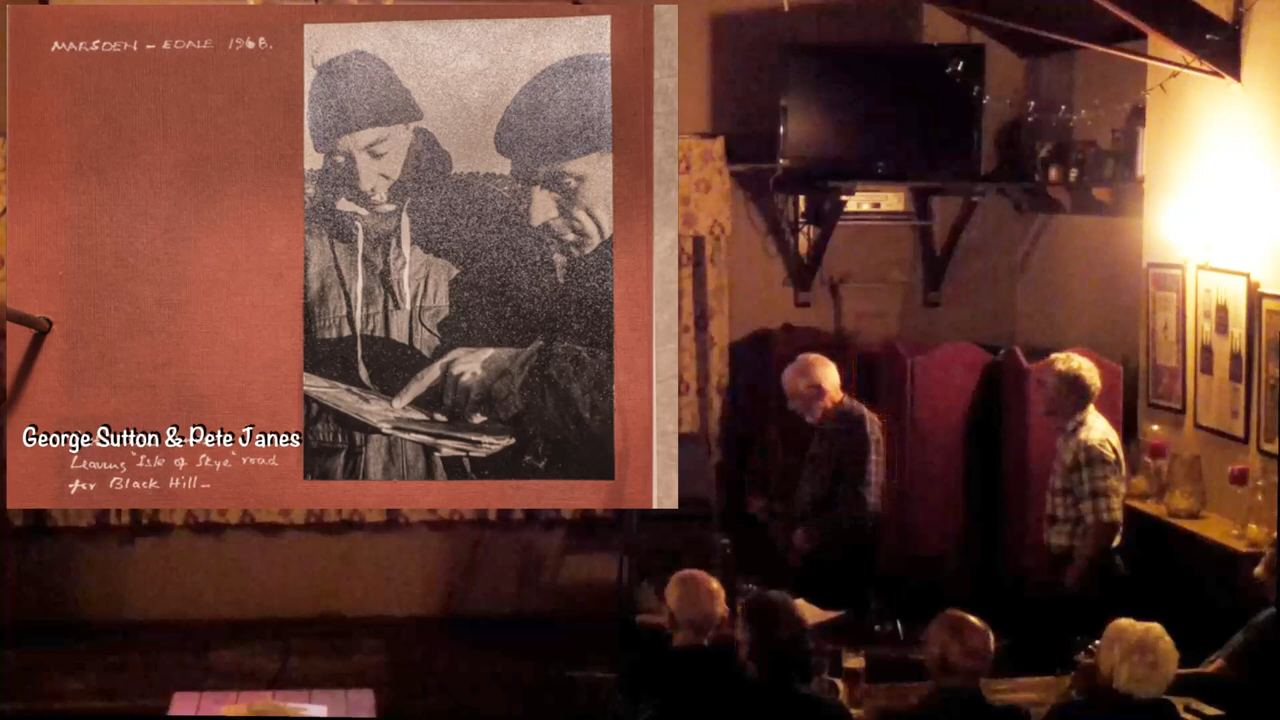 MARSDEN - EDALE 1968.
George Sutton & Pete Janes
Leaving "Isle of Skye" road
for Black Hill -